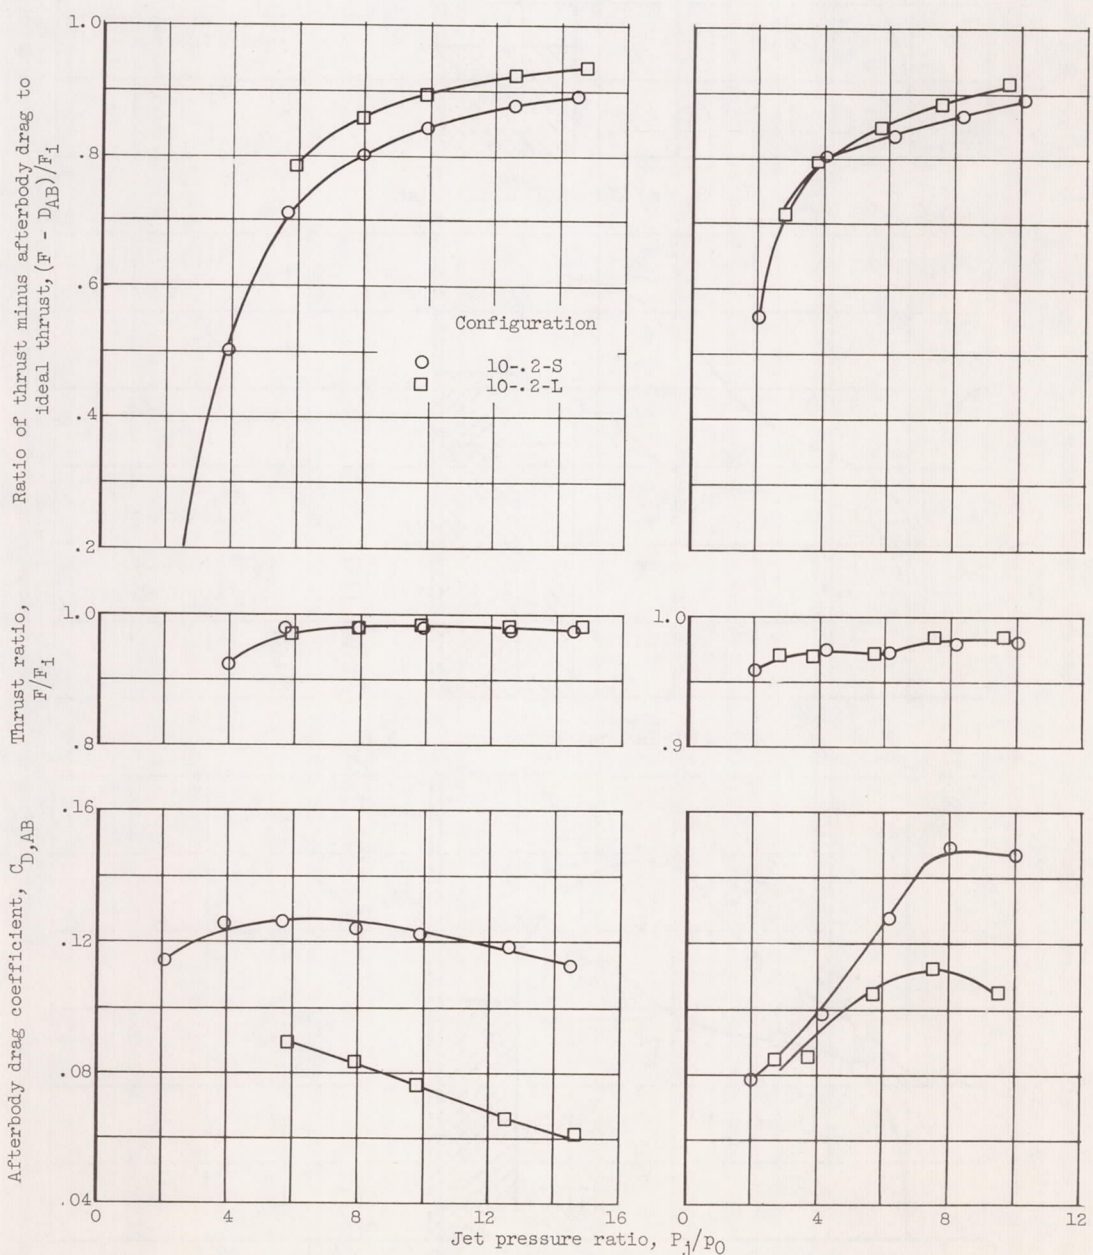 1.0
.8
.6
.4
.2
Ratio of thrust minus afterbody drag to
ideal thrust, (F - D_AB)/F_i
Configuration
10-.2-S
10-.2-L
1.0
.8
Thrust ratio,
F/F_i
1.0
.9
.16
.12
.08
.04
Afterbody drag coefficient, C_D,AB
0
4
8
12
16
0
4
8
12
Jet pressure ratio, P_j/p_0